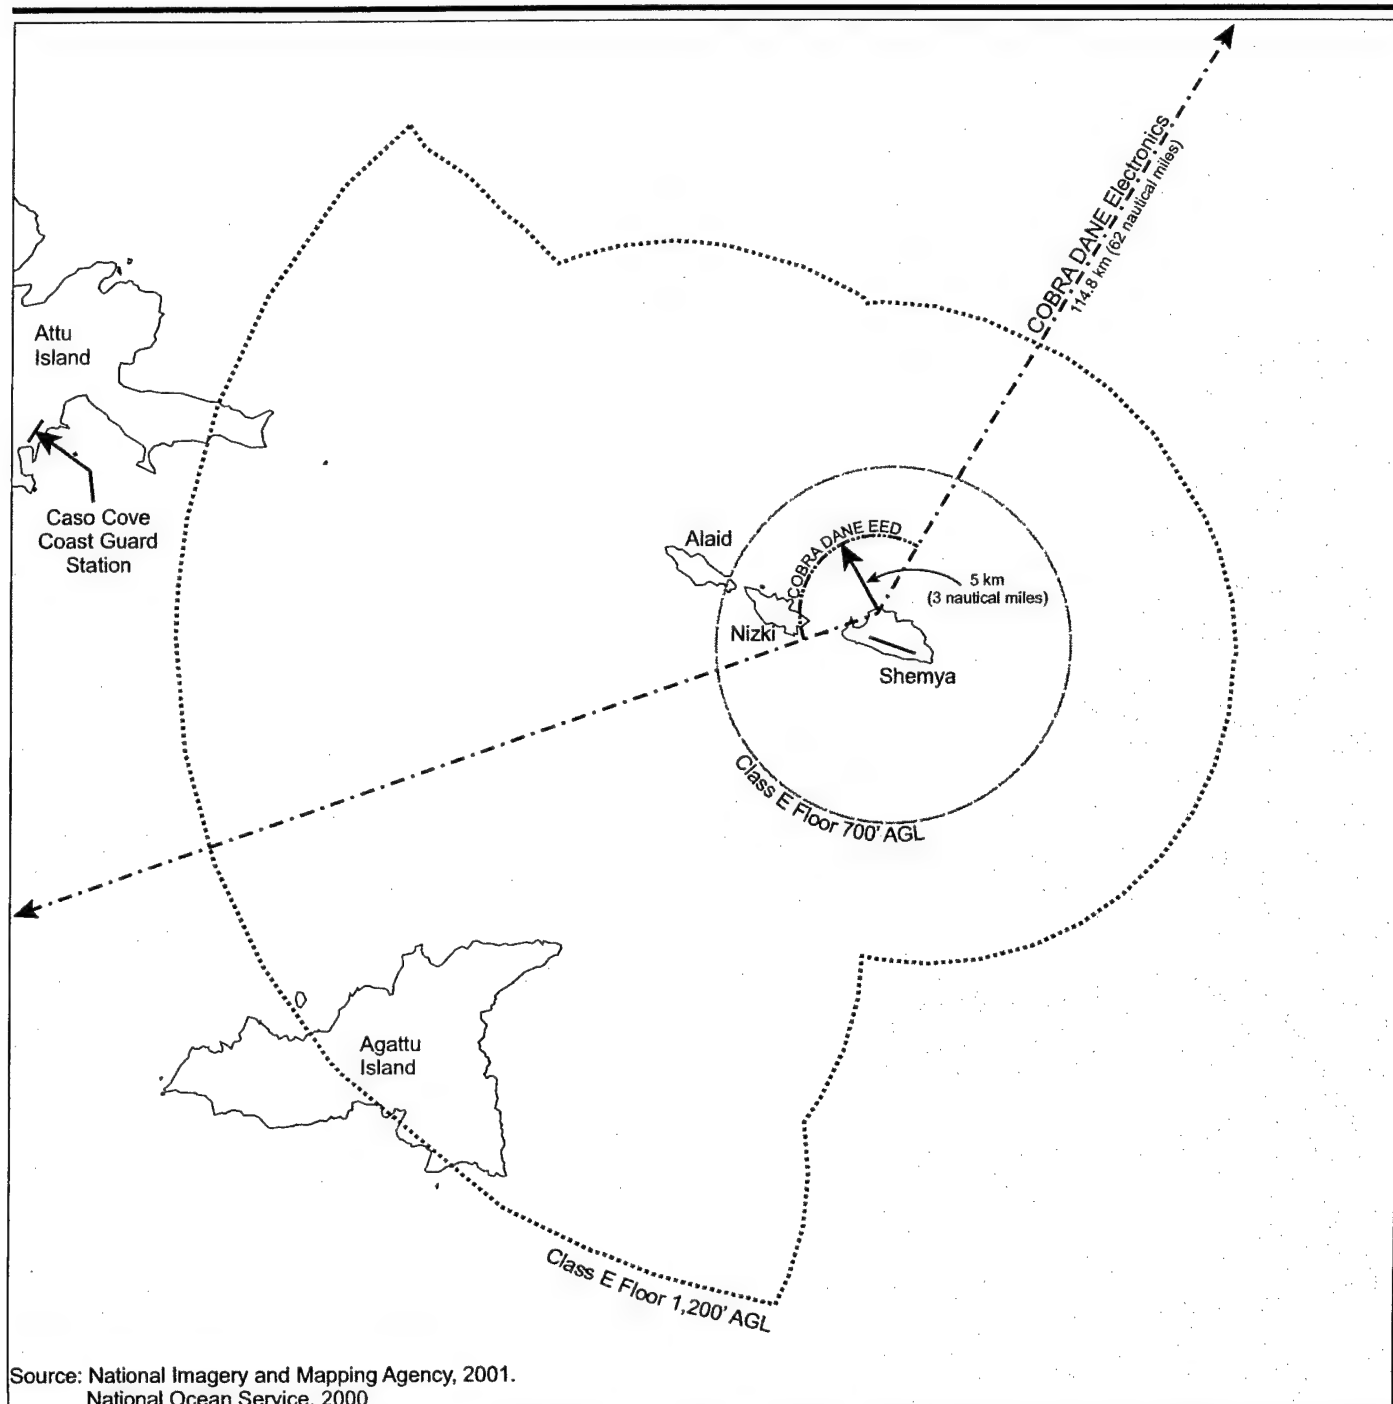 COBRA DANE Electronics
114.8 km (62 nautical miles)
Attu
Island
Caso Cove
Coast Guard
Station
Alaid
COBRA DANE EED
5 km
(3 nautical miles)
Nizki
Shemya
Class E Floor 700' AGL
Agattu
Island
Class E Floor 1,200' AGL
Source: National Imagery and Mapping Agency, 2001.
National Ocean Service, 2000